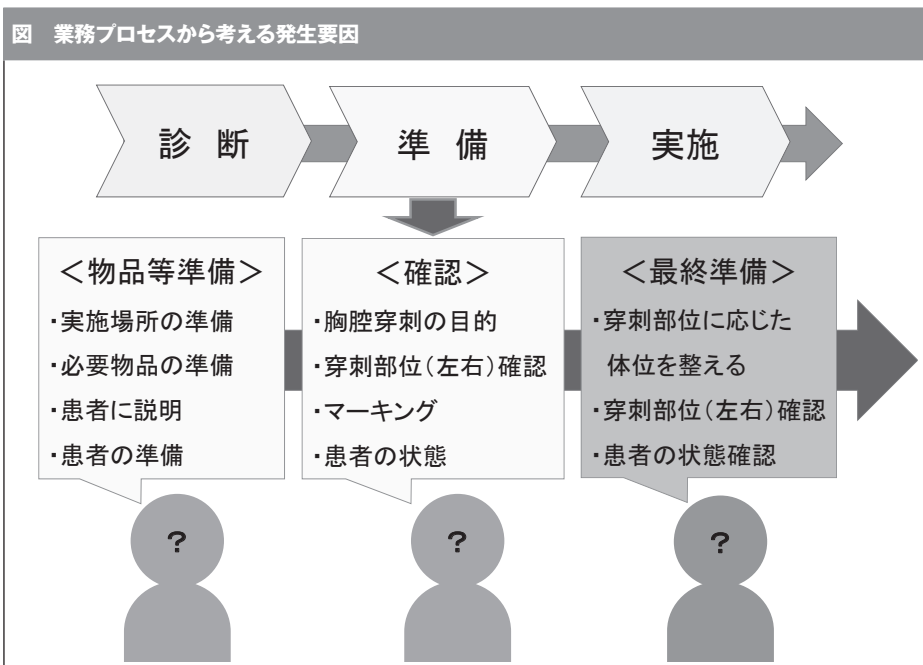 図　業務プロセスから考える発生要因
診 断
準 備
実施
＜物品等準備＞
・実施場所の準備
・必要物品の準備
・患者に説明
・患者の準備
＜確認＞
・胸腔穿刺の目的
・穿刺部位（左右）確認
・マーキング
・患者の状態
＜最終準備＞
・穿刺部位に応じた
体位を整える
・穿刺部位（左右）確認
・患者の状態確認
?
?
?